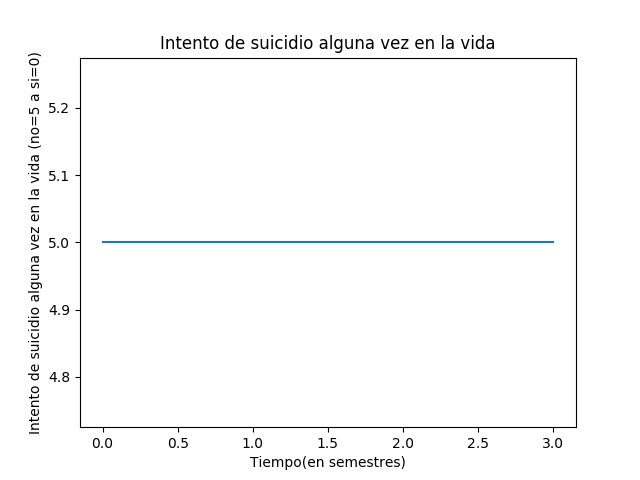 Intento de suicidio alguna vez en la vida
Intento de suicidio alguna vez en la vida (no=5 a si=0)
5.2
5.1
5.0
4.9
4.8
0.0 0.5 1.0 1.5 2.0 2.5 3.0
Tiempo(en semestres)